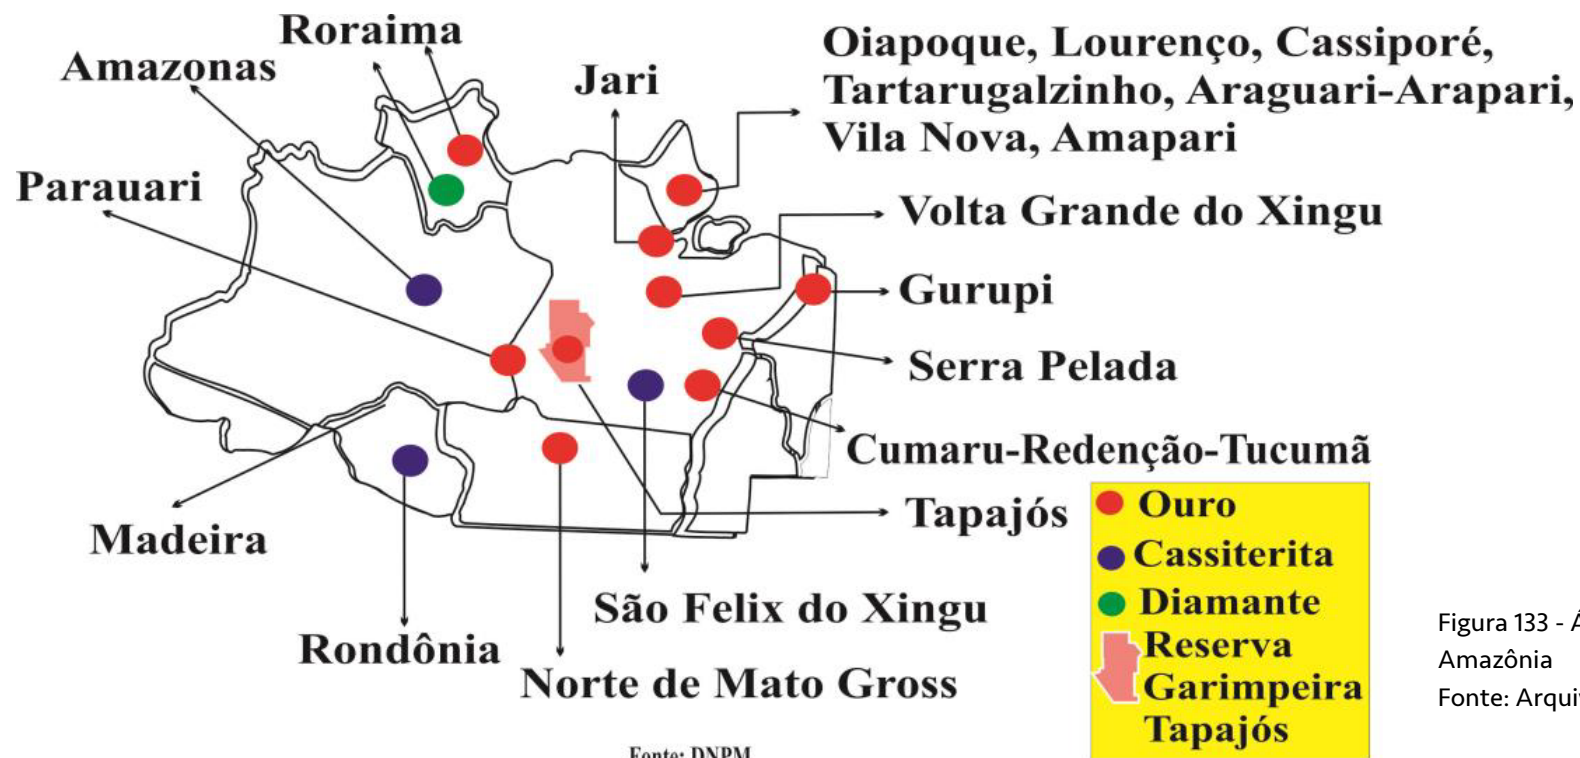 Roraima
Amazonas
Jari
Oiapoque, Lourenço, Cassiporé,
Tartarugalzinho, Araguari-Arapari,
Vila Nova, Amapari
Parauari
Volta Grande do Xingu
Gurupi
Serra Pelada
Cumaru-Redenção-Tucumã
Tapajós
Madeira
São Felix do Xingu
Rondônia
Norte de Mato Gross
Ouro
Cassiterita
Diamante
Reserva
Garimpeira
Tapajós
Figura 133 -
Amazônia
Fonte:
Fonte: DNPM